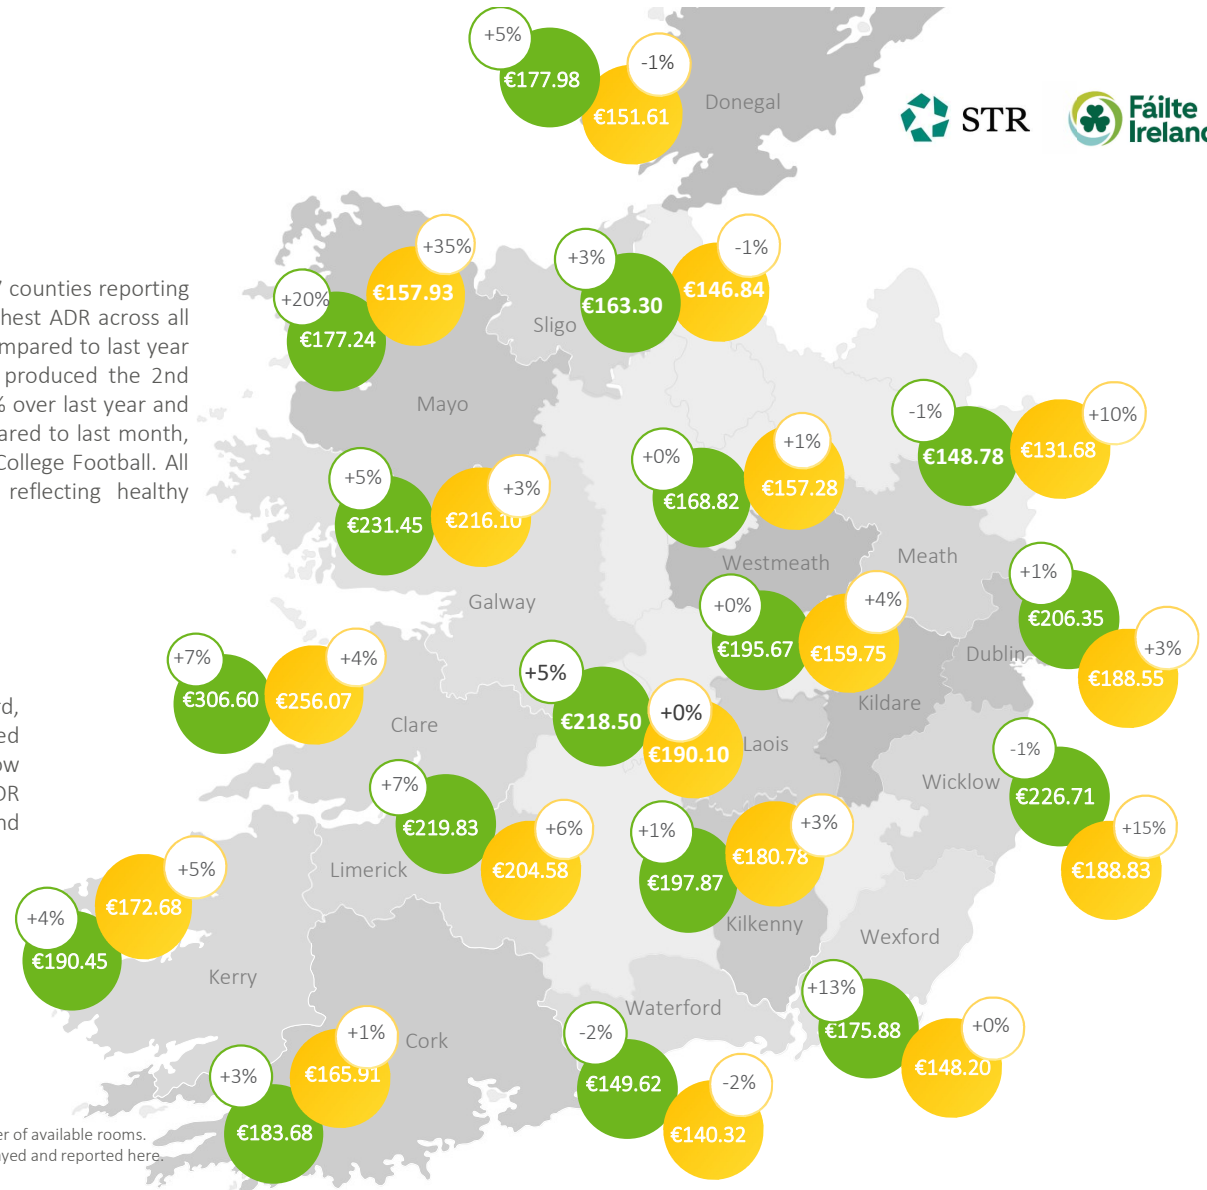 +5%
€177.98
-1%
€151.61
Donegal
STR
Fáilte
Ireland
+35%
€157.93
+20%
€177.24
Mayo
+3%
€163.30
-1%
€146.84
Sligo
counties reporting
hest ADR across all
mpared to last year
produced the 2nd
% over last year and
ared to last month,
College Football. All
reflecting healthy
-1%
€148.78
+10%
€131.68
+0%
€168.82
+1%
€157.28
+5%
€231.45
+3%
€216.10
Westmeath
Meath
Galway
+1%
€206.35
+3%
€188.55
Dublin
+0%
€195.67
+4%
€159.75
Kildare
+7%
€306.60
+4%
€256.07
Clare
+5%
€218.50
+0%
€190.10
Laois
rd,
ed
ow
DR
nd
-1%
€226.71
+15%
€188.83
Wicklow
+7%
€219.83
+6%
€204.58
Limerick
+1%
€197.87
+3%
€180.78
Kilkenny
+5%
€172.68
+4%
€190.45
Kerry
Wexford
+13%
€175.88
+0%
€148.20
Waterford
-2%
€149.62
-2%
€140.32
+1%
€165.91
Cork
+3%
€183.68
er of available rooms.
ayed and reported here.